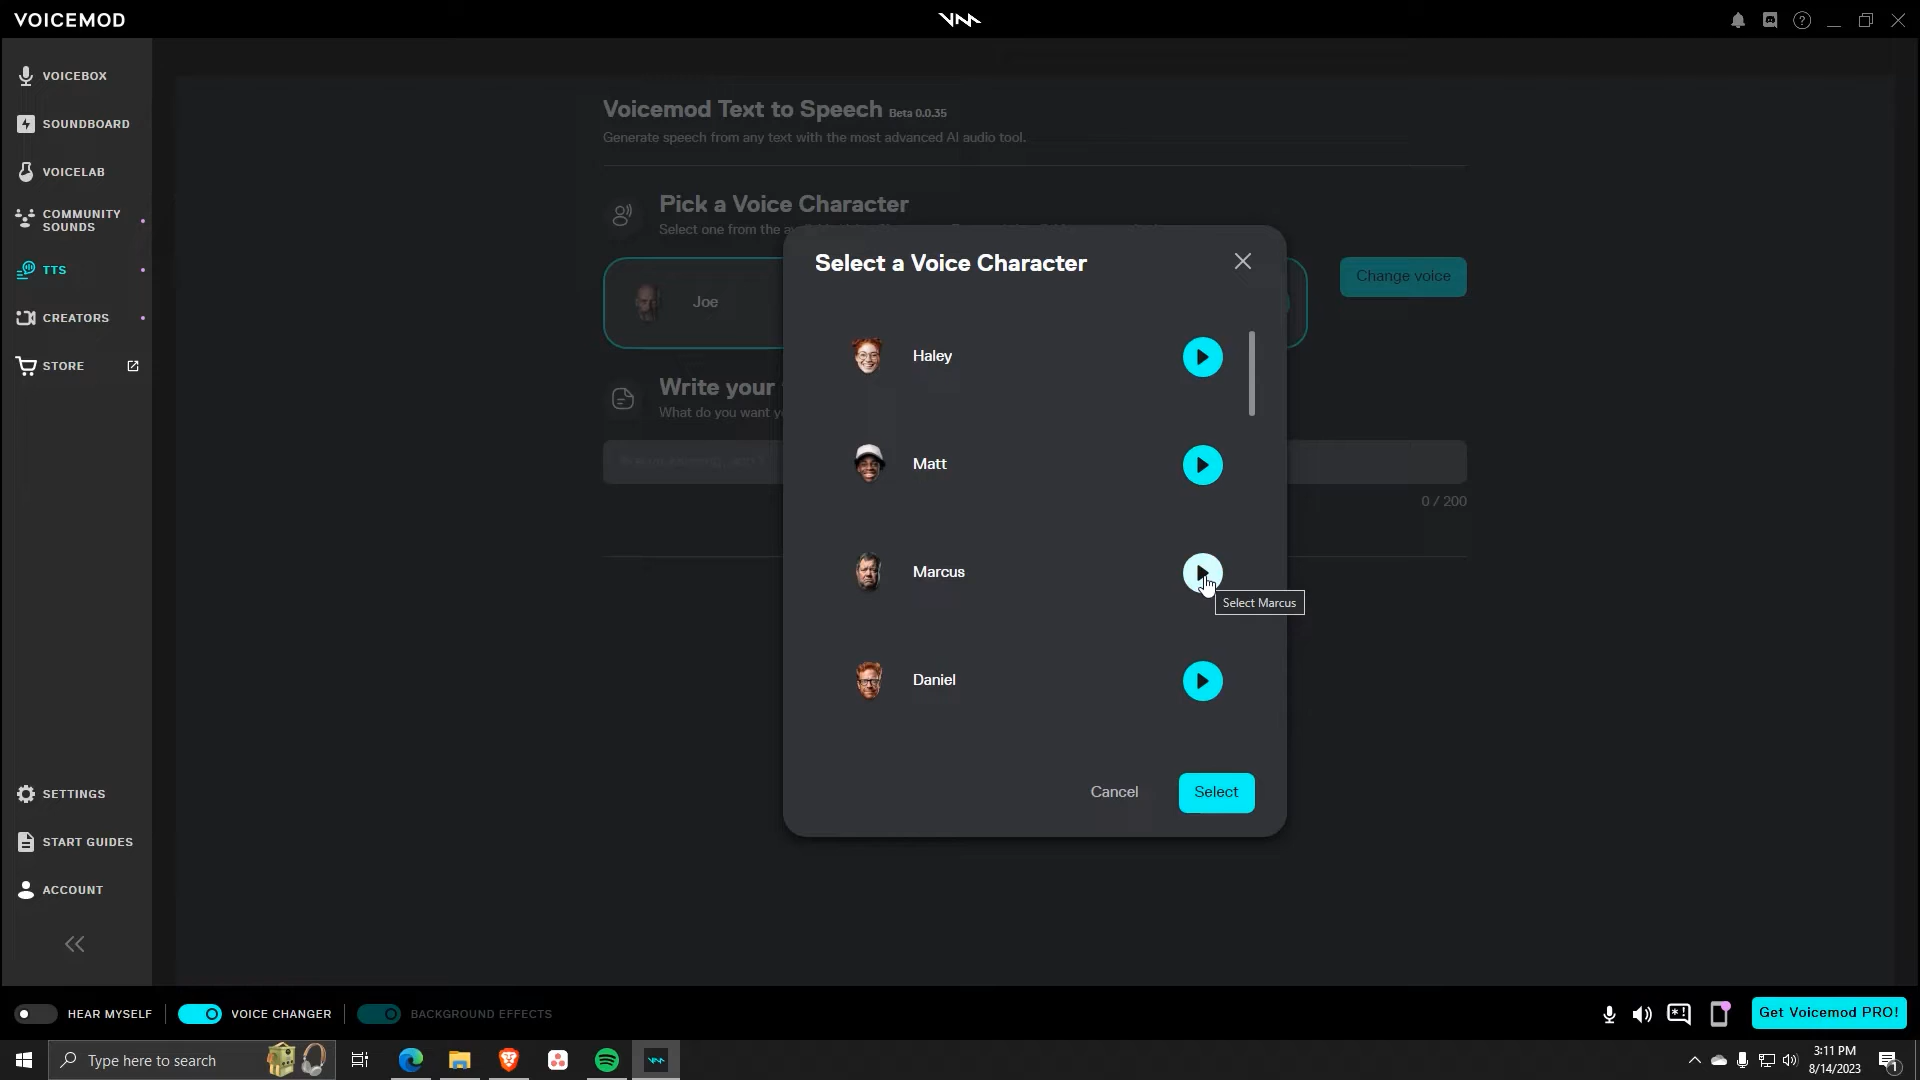 VOICEMOD
VOICEBOX
SOUNDBOARD
VOICELAB
COMMUNITY
SOUNDS
TTS
CREATORS
STORE
SETTINGS
START GUIDES
ACCOUNT
Voicemod Text to Speech Beta 0.0.35
Generate speech from any text with the most advanced AI audio tool.
Pick a Voice Character
Select one from the
Joe
Change voice
Write your
What do you want
0 / 200
Select a Voice Character
Haley
Matt
Marcus
Select Marcus
Daniel
Cancel
Select
HEAR MYSELF
VOICE CHANGER
BACKGROUND EFFECTS
Get Voicemod PRO!
Type here to search
3:11 PM
8/14/2023
1